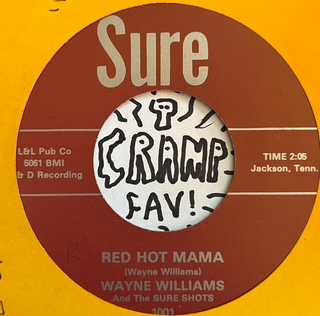 Sure
CRAMP
FAV!
L&L Pub Co
5061 BMI
& D Recording
TIME 2:05
Jackson, Tenn.
RED HOT MAMA
(Wayne Williams)
WAYNE WILLIAMS
And The SURE SHOTS
1001